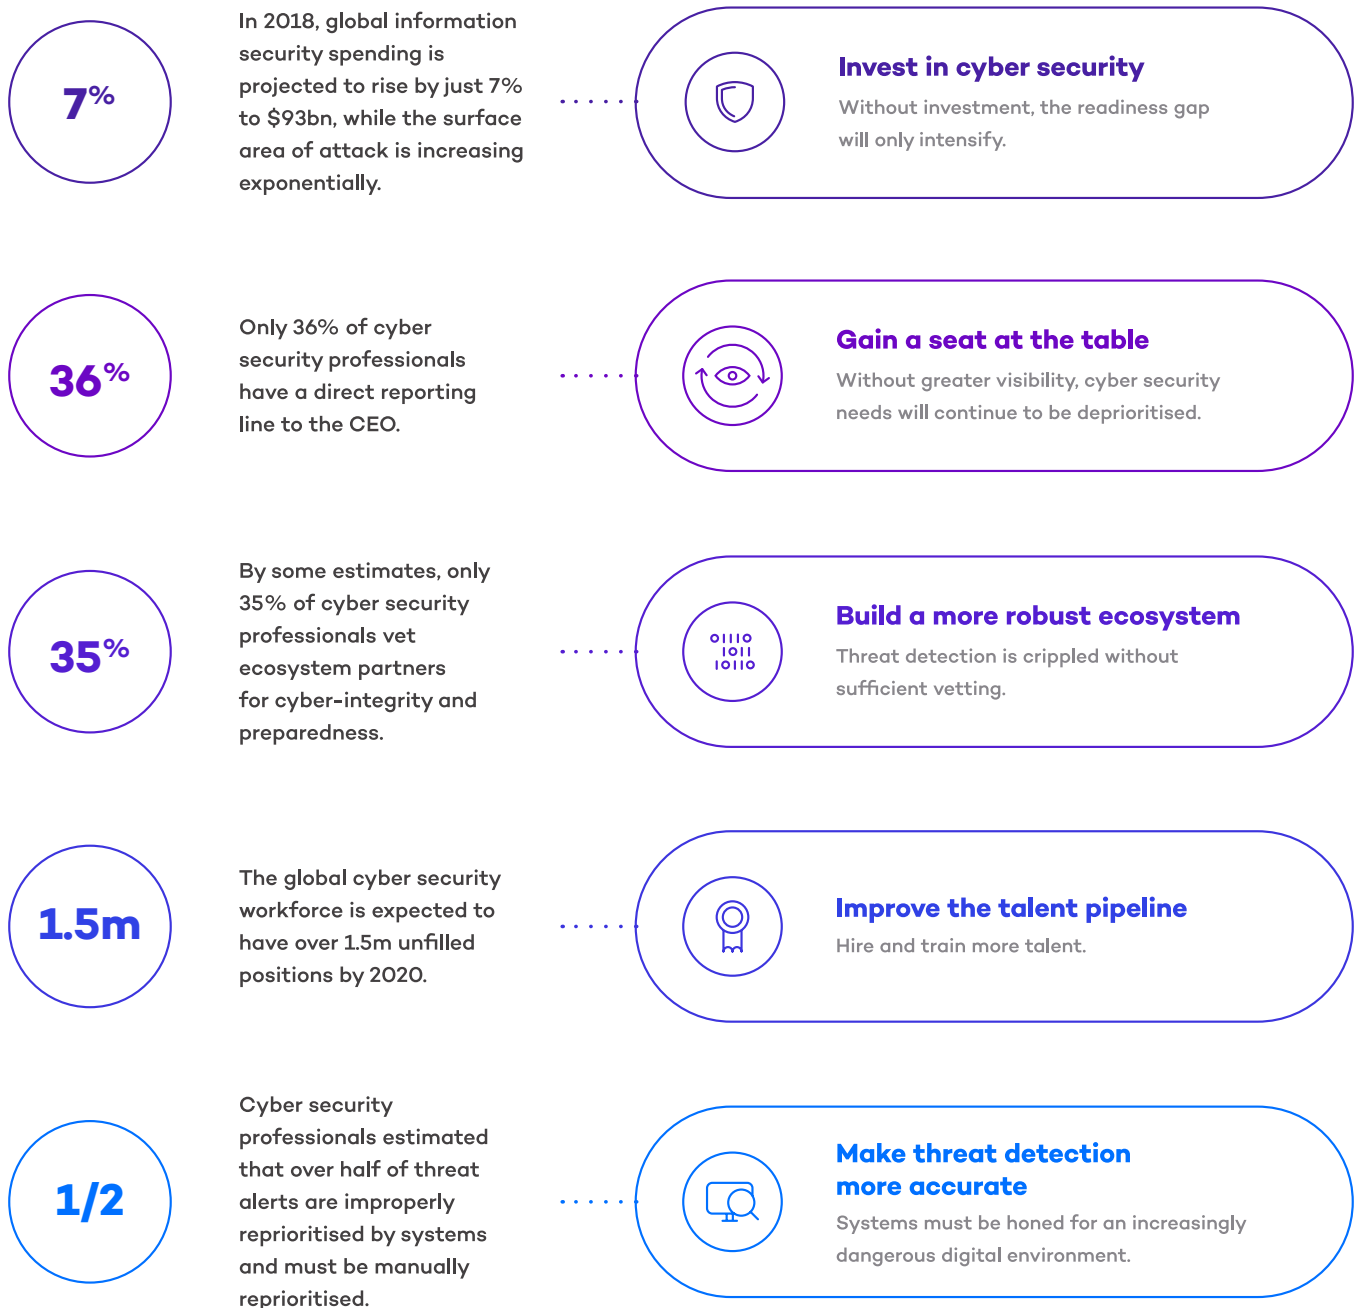 7%
In 2018, global information
security spending is
projected to rise by just 7%
to $93bn, while the surface
area of attack is increasing
exponentially.
Invest in cyber security
Without investment, the readiness gap
will only intensify.
36%
Only 36% of cyber
security professionals
have a direct reporting
line to the CEO.
Gain a seat at the table
Without greater visibility, cyber security
needs will continue to be deprioritised.
35%
By some estimates, only
35% of cyber security
professionals vet
ecosystem partners
for cyber-integrity and
preparedness.
01110
1011
10110
Build a more robust ecosystem
Threat detection is crippled without
sufficient vetting.
1.5m
The global cyber security
workforce is expected to
have over 1.5m unfilled
positions by 2020.
Improve the talent pipeline
Hire and train more talent.
1/2
Cyber security
professionals estimated
that over half of threat
alerts are improperly
reprioritised by systems
and must be manually
reprioritised.
Make threat detection
more accurate
Systems must be honed for an increasingly
dangerous digital environment.